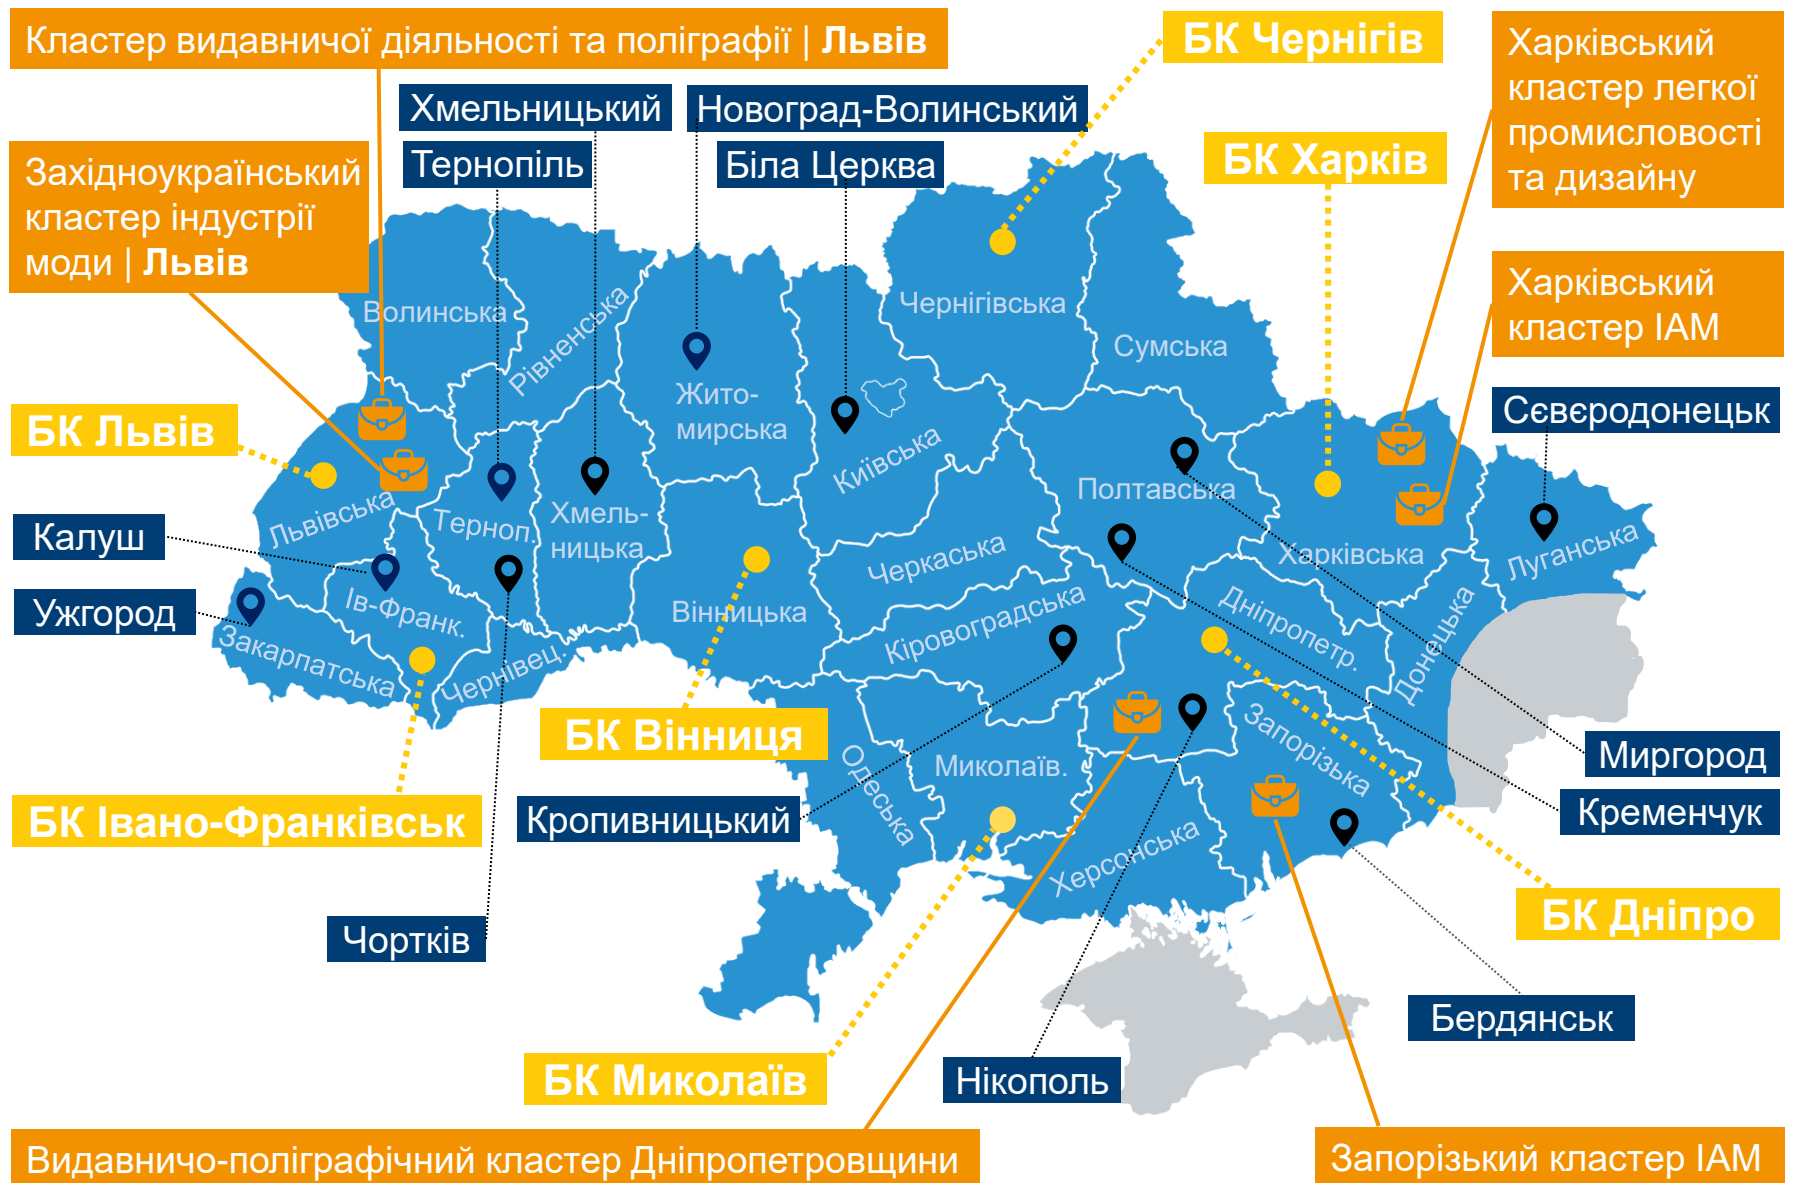 Кластер видавничої діяльності та поліграфії | Львів
БК Чернігів
Харківський
кластер легкої
промисловості
та дизайну
Хмельницький
Новоград-Волинський
Тернопіль
Біла Церква
БК Харків
Західноукраїнський
кластер індустрії
моди | Львів
Харківський
кластер ІАМ
Волинська
Рівненська
Чернігівська
Сумська
Жито-
мирська
Київська
Сєвєродонецьк
БК Львів
Львівська
Терноп.
Хмель-
ницька
Полтавська
Харківська
Луганська
Калуш
Черкаська
Ужгород
Ів-Франк.
Вінницька
Кіровоградська
Дніпропетр.
Донецька
Закарпатська
Чернівец.
БК Вінниця
Одеська
Миколаїв.
Запорізька
Миргород
БК Івано-Франківськ
Кропивницький
Херсонська
Кременчук
Чортків
БК Дніпро
Бердянськ
БК Миколаїв
Нікополь
Видавничо-поліграфічний кластер Дніпропетровщини
Запорізький кластер ІАМ